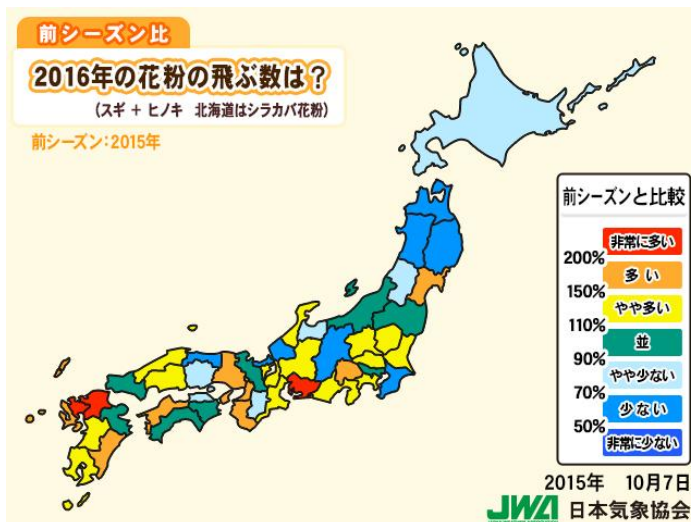 前シーズン比
2016年の花粉の飛ぶ数は？
(スギ + ヒノキ 北海道はシラカバ花粉)
前シーズン:2015年
前シーズンと比較
非常に多い
200%
多い
150%
やや多い
110%
並
90%
やや少ない
70%
少ない
50%
非常に少ない
2015年 10月7日
JWA 日本気象協会